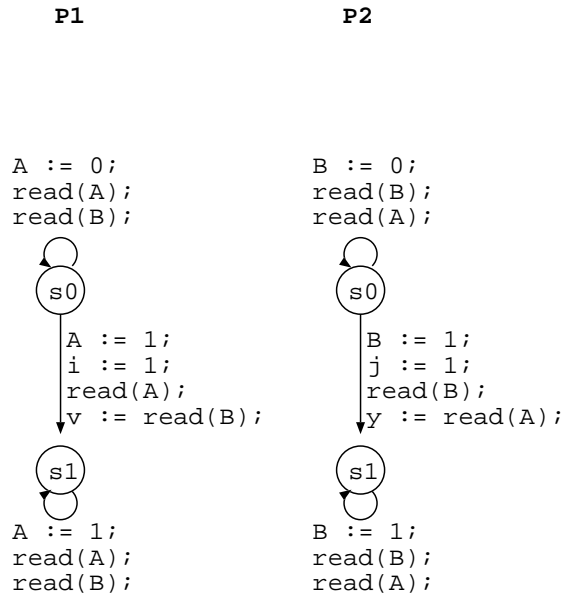 P1
P2
A := 0;
read(A);
read(B);
B := 0;
read(B);
read(A);
s0
s0
A := 1;
i := 1;
read(A);
v := read(B);
B := 1;
j := 1;
read(B);
y := read(A);
s1
s1
A := 1;
read(A);
read(B);
B := 1;
read(B);
read(A);